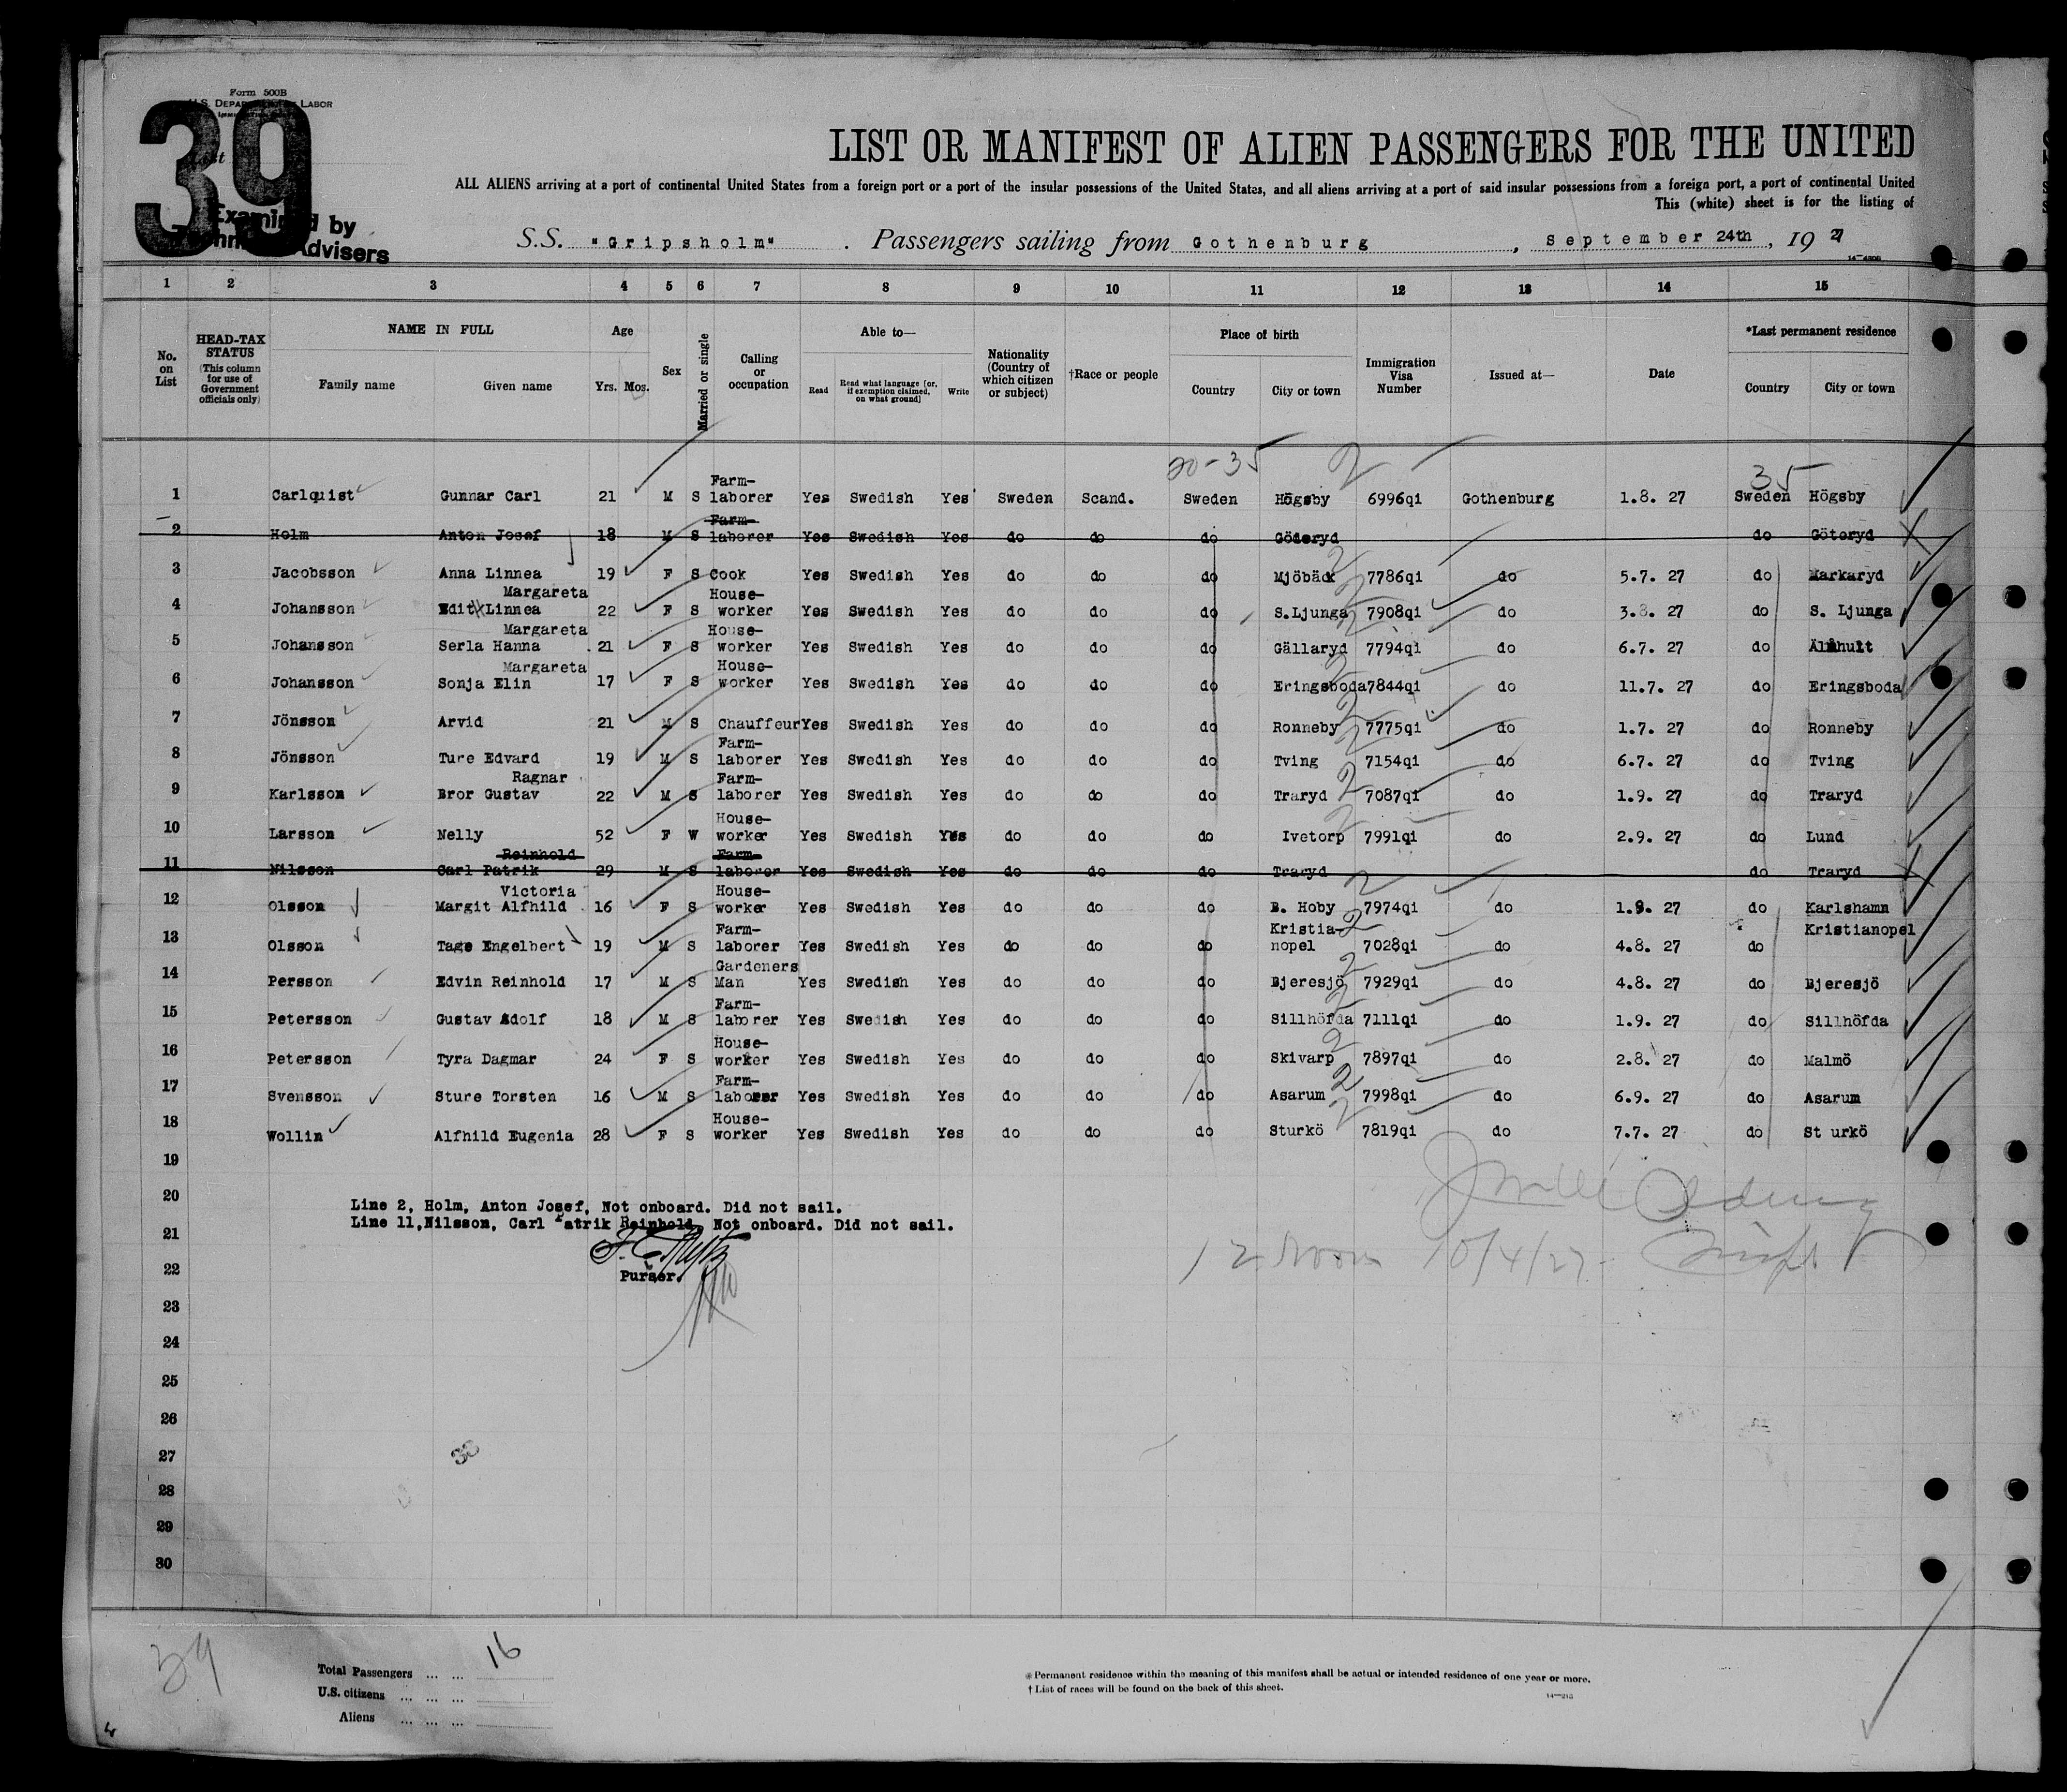 Form 500B
U.S. DEPARTMENT OF LABOR
39
List
Examined by
Advisers
LIST OR MANIFEST OF ALIEN PASSENGERS FOR THE UNITED
ALL ALIENS arriving at a port of continental United States from a foreign port or a port of the insular possessions of the United States, and all aliens arriving at a port of said insular possessions from a foreign port, a port of continental United
This (white) sheet is for the listing of
S.S. "Gripsholm" . Passengers sailing from Gothenburg , September 24th , 19 27
1 2 3 4 5 6 7 8 9 10 11 12 13 14 15
No. on List
HEAD-TAX STATUS (This column for use of Government officials only)
NAME IN FULL Family name Given name
Age Yrs. Mos.
Sex
Married or single
Calling or occupation
Able to— Read Read what language [or, if exemption claimed, on what ground] Write
Nationality (Country of which citizen or subject)
†Race or people
Place of birth Country City or town
Immigration Visa Number
Issued at—
Date
*Last permanent residence Country City or town
20-35 2 35
1 Carlquist Gunnar Carl 21 M S Farm-laborer Yes Swedish Yes Sweden Scand. Sweden Högsby 6996qi Gothenburg 1.8. 27 Sweden Högsby
2 Holm Anton Josef 18 M S Farm-laborer Yes Swedish Yes do do do Göderyd do Göteryd
3 Jacobsson Anna Linnea 19 F S Cook Yes Swedish Yes do do do Mjöbäck 7786qi do 5.7. 27 do Markaryd
4 Johansson Edit Linnea Margareta 22 F S House-worker Yes Swedish Yes do do do S.Ljunga 7908qi do 3.8. 27 do S. Ljunga
5 Johansson Serla Hanna Margareta 21 F S House-worker Yes Swedish Yes do do do Gällaryd 7794qi do 6.7. 27 do Älmhult
6 Johansson Sonja Elin Margareta 17 F S House-worker Yes Swedish Yes do do do Eringsboda 7844qi do 11.7. 27 do Eringsboda
7 Jönsson Arvid 21 M S Chauffeur Yes Swedish Yes do do do Ronneby 7775qi do 1.7. 27 do Ronneby
8 Jönsson Ture Edvard 19 M S Farm-laborer Yes Swedish Yes do do do Tving 7154qi do 6.7. 27 do Tving
9 Karlsson Bror Gustav Ragnar 22 M S Farm-laborer Yes Swedish Yes do do do Traryd 7087qi do 1.9. 27 do Traryd
10 Larsson Nelly 52 F W House-worker Yes Swedish Yes do do do Ivetorp 7991qi do 2.9. 27 do Lund
11 Nilsson Carl Patrik Reinhold 29 M S Farm-laborer Yes Swedish Yes do do do Traryd do Traryd
12 Olsson Margit Alfhild Victoria 16 F S House-worker Yes Swedish Yes do do do B. Hoby 7974qi do 1.9. 27 do Karlshamn
13 Olsson Tage Engelbert 19 M S Farm-laborer Yes Swedish Yes do do do Kristia-nopel 7028qi do 4.8. 27 do Kristianopel
14 Persson Edvin Reinhold 17 M S Gardeners Man Yes Swedish Yes do do do Bjeresjö 7929qi do 4.8. 27 do Bjeresjö
15 Petersson Gustav Adolf 18 M S Farm-laborer Yes Swedish Yes do do do Sillhöfda 7111qi do 1.9. 27 do Sillhöfda
16 Petersson Tyra Dagmar 24 F S House-worker Yes Swedish Yes do do do Skivarp 7897qi do 2.8. 27 do Malmö
17 Svensson Sture Torsten 16 M S Farm-laborer Yes Swedish Yes do do do Asarum 7998qi do 6.9. 27 do Asarum
18 Wollin Alfhild Eugenia 28 F S House-worker Yes Swedish Yes do do do Sturkö 7819qi do 7.7. 27 do St urkö
19
20
Line 2, Holm, Anton Josef, Not onboard. Did not sail.
Line 11,Nilsson, Carl Patrik Reinhold, Not onboard. Did not sail.
21
12 Noon 10/4/27
22
Purser.
23
24
25
26
27
28
29
30
39
Total Passengers ... ... 16
U.S. citizens ... ... ...
Aliens ... ... ...
* Permanent residence within the meaning of this manifest shall be actual or intended residence of one year or more.
† List of races will be found on the back of this sheet.